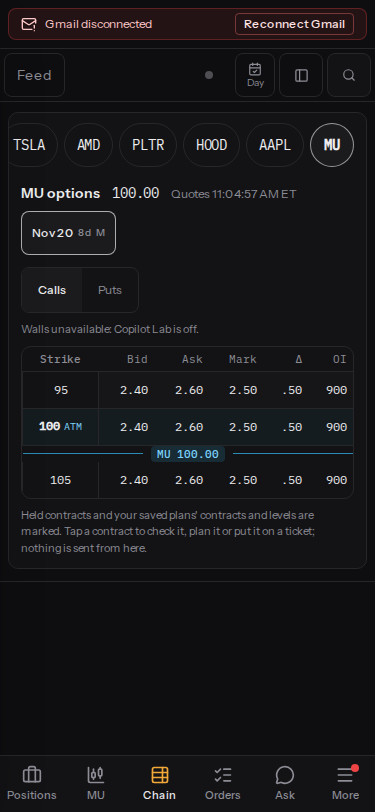 Gmail disconnected Reconnect Gmail
Feed Day
TSLA AMD PLTR HOOD AAPL MU
MU options 100.00 Quotes 11:04:57 AM ET
Nov 20 8d M
Calls Puts
Walls unavailable: Copilot Lab is off.
Strike Bid Ask Mark Δ OI
95 2.40 2.60 2.50 .50 900
100 ATM 2.40 2.60 2.50 .50 900
MU 100.00
105 2.40 2.60 2.50 .50 900
Held contracts and your saved plans' contracts and levels are
marked. Tap a contract to check it, plan it or put it on a ticket;
nothing is sent from here.
Positions MU Chain Orders Ask More